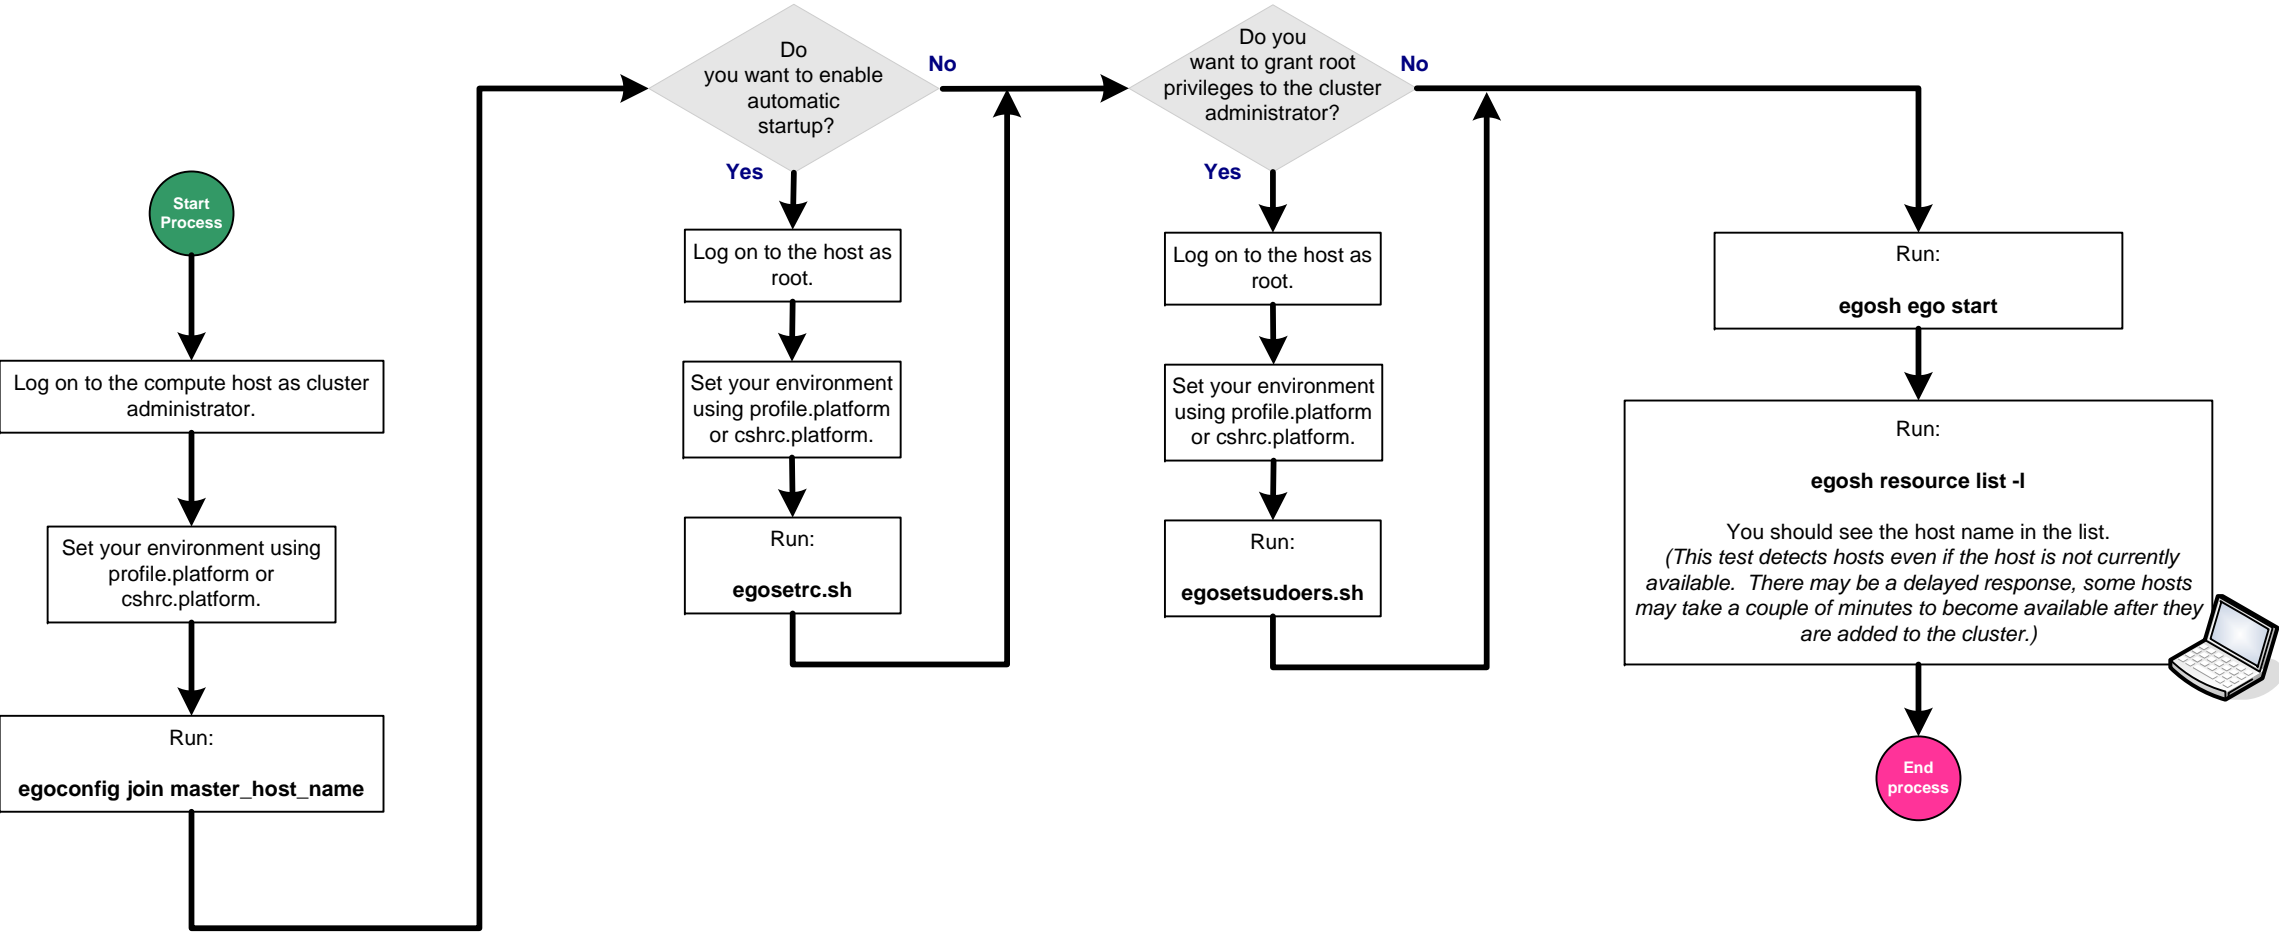 Start
Process
Log on to the compute host as cluster
administrator.
Set your environment using
profile.platform or
cshrc.platform.
Run:
egoconfig join master_host_name
Do
you want to enable
automatic
startup?
No
Yes
Log on to the host as
root.
Set your environment
using profile.platform
or cshrc.platform.
Run:
egosetrc.sh
Do you
want to grant root
privileges to the cluster
administrator?
No
Yes
Log on to the host as
root.
Set your environment
using profile.platform
or cshrc.platform.
Run:
egosetsudoers.sh
Run:
egosh ego start
Run:
egosh resource list -l
You should see the host name in the list.
(This test detects hosts even if the host is not currently
available.  There may be a delayed response, some hosts
may take a couple of minutes to become available after they
are added to the cluster.)
End
process